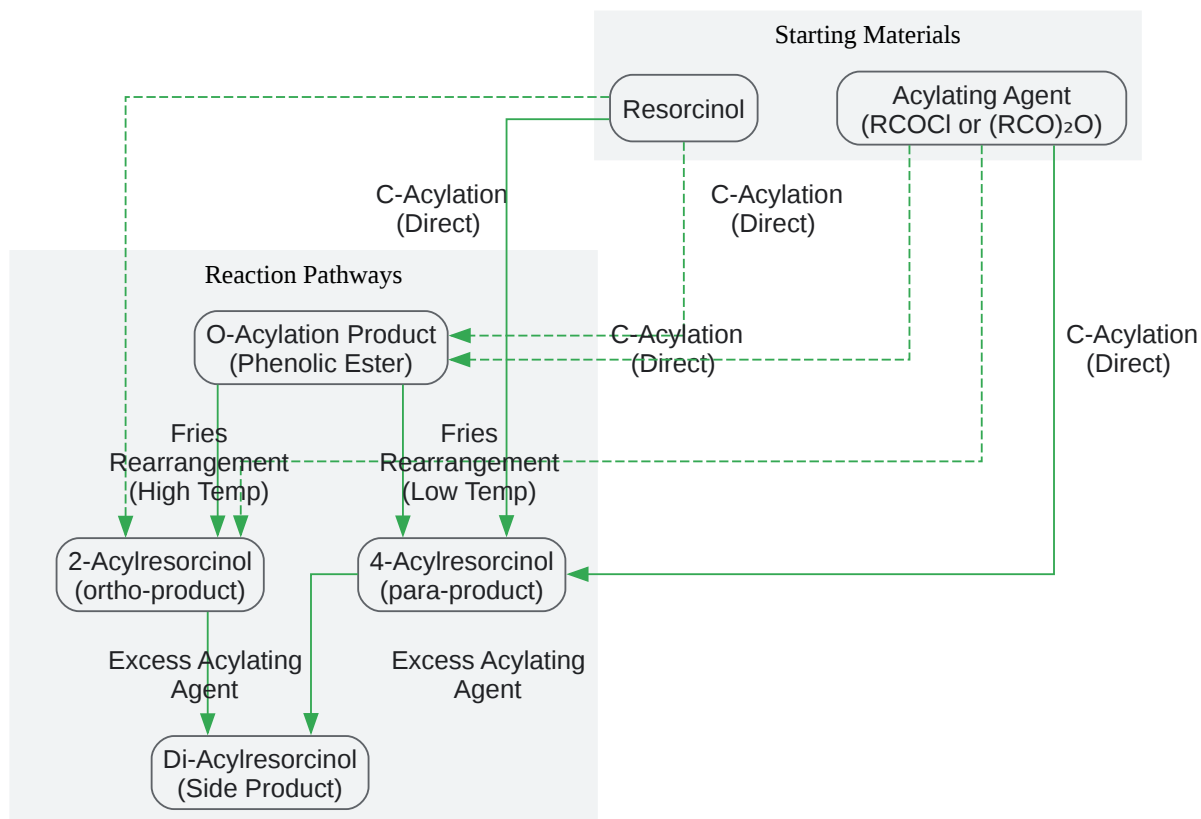 Starting Materials
Resorcinol
Acylating Agent
(RCOCl or (RCO)₂O)
C-Acylation
(Direct)
C-Acylation
(Direct)
Reaction Pathways
O-Acylation Product
(Phenolic Ester)
C-Acylation
(Direct)
C-Acylation
(Direct)
Fries
Rearrangement
(High Temp)
Fries
Rearrangement
(Low Temp)
2-Acylresorcinol
(ortho-product)
4-Acylresorcinol
(para-product)
Excess Acylating
Agent
Excess Acylating
Agent
Di-Acylresorcinol
(Side Product)